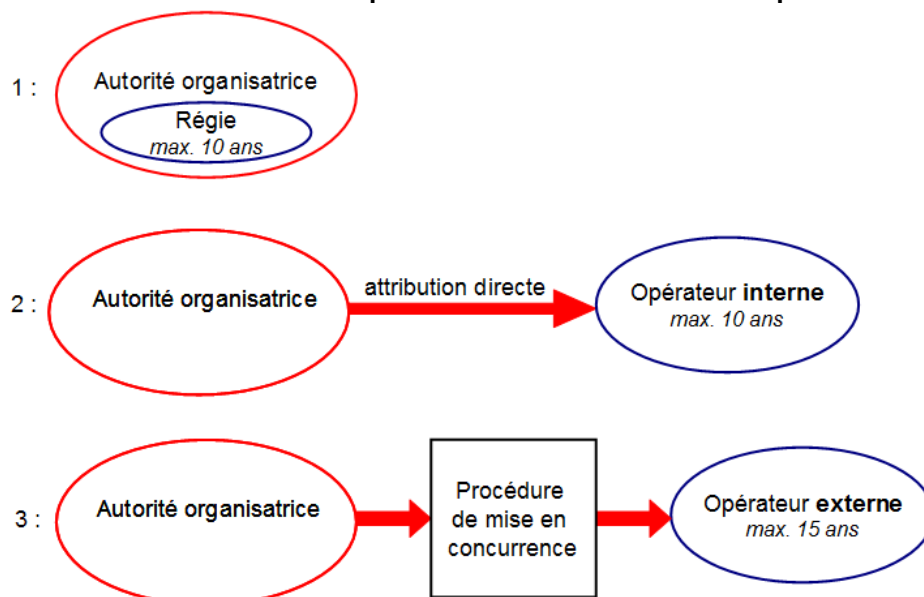 1 :
Autorité organisatrice
Régie
max. 10 ans
2 :
Autorité organisatrice
attribution directe
Opérateur interne
max. 10 ans
3 :
Autorité organisatrice
Procédure
de mise en
concurrence
Opérateur externe
max. 15 ans